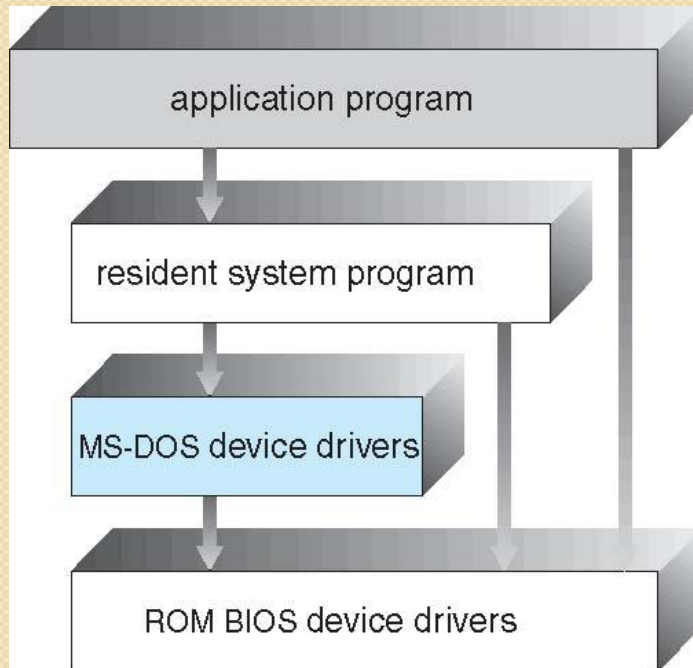 application program
resident system program
MS-DOS device drivers
ROM BIOS device drivers